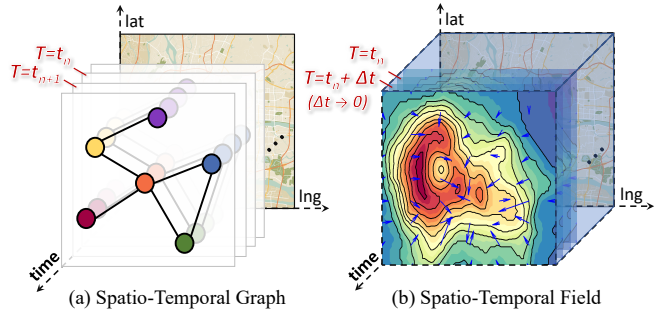 lat
T=tₙ
T=tₙ₊₁
lng
time
(a) Spatio-Temporal Graph
lat
T=tₙ
T=tₙ + Δt
(Δt → 0)
lng
time
(b) Spatio-Temporal Field